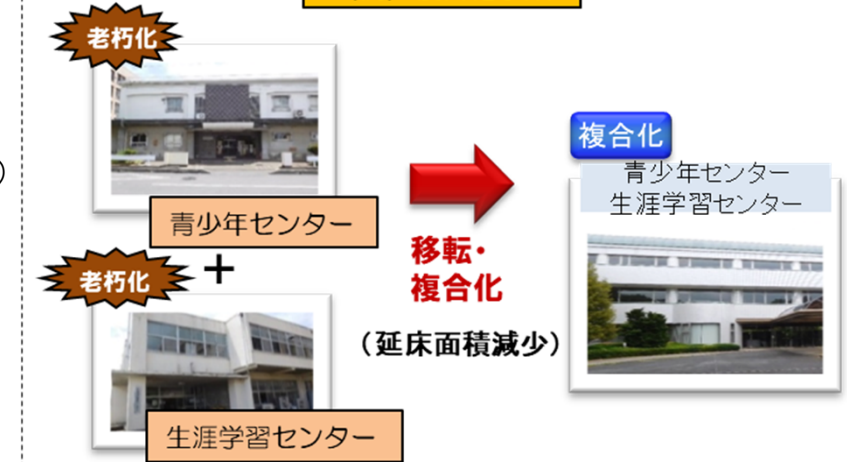 老朽化
青少年センター
+
老朽化
生涯学習センター
移転・
複合化
（延床面積減少）
複合化
青少年センター
生涯学習センター